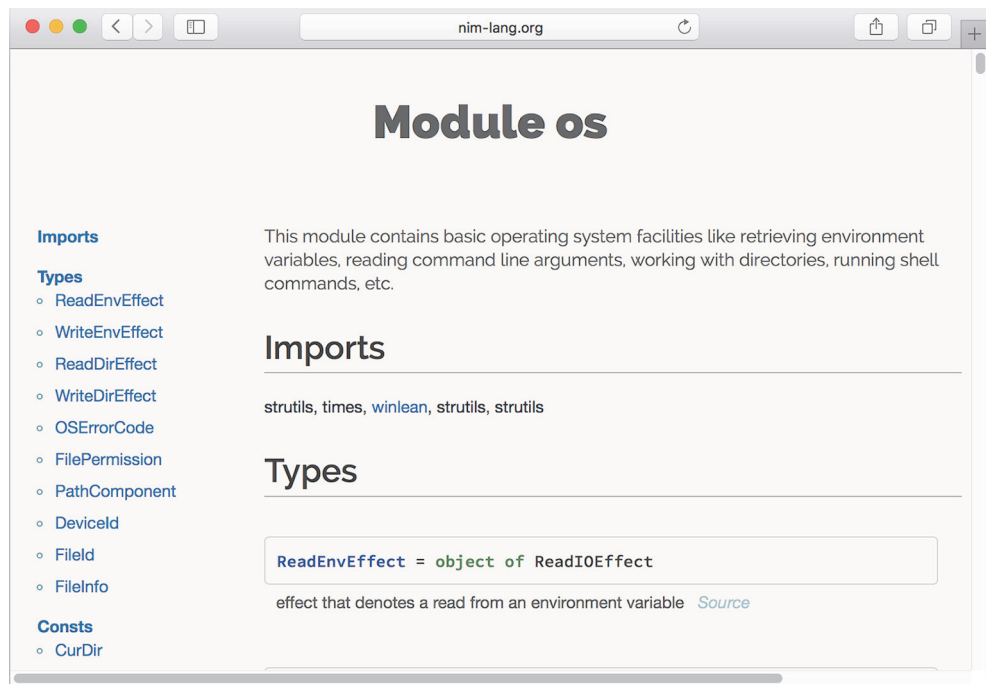 nim-lang.org
Module os
Imports
Types
ReadEnvEffect
WriteEnvEffect
ReadDirEffect
WriteDirEffect
OSErrorCode
FilePermission
PathComponent
DeviceId
FileId
FileInfo
Consts
CurDir
This module contains basic operating system facilities like retrieving environment
variables, reading command line arguments, working with directories, running shell
commands, etc.
Imports
strutils, times, winlean, strutils, strutils
Types
ReadEnvEffect = object of ReadIOEffect
effect that denotes a read from an environment variable Source